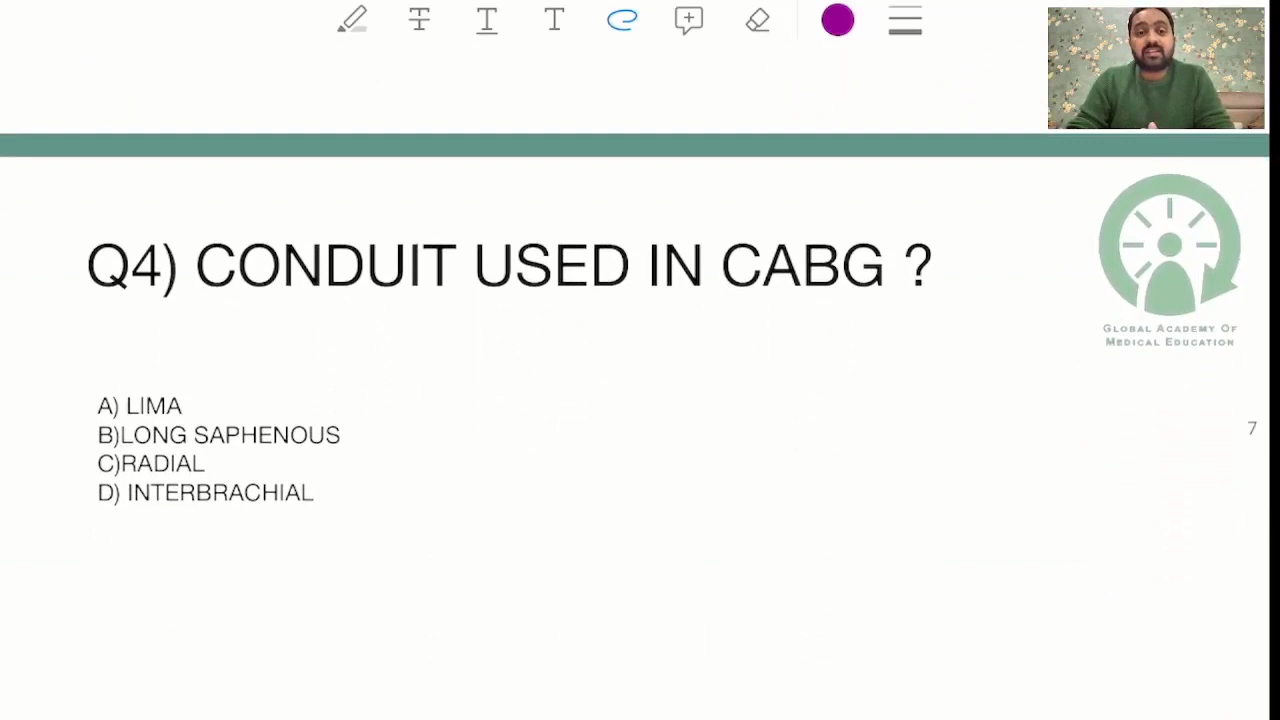 Q4) CONDUIT USED IN CABG ?
GLOBAL ACADEMY OF
MEDICAL EDUCATION
A) LIMA
B)LONG SAPHENOUS
C)RADIAL
D) INTERBRACHIAL
7